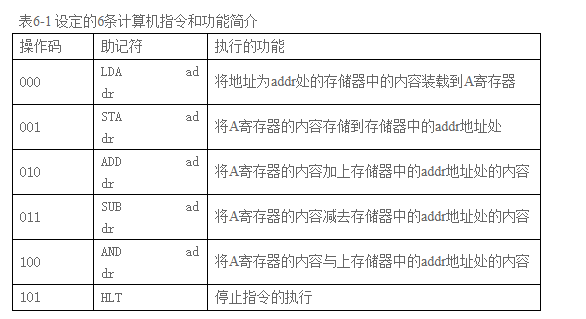 表6-1 设定的6条计算机指令和功能简介
操作码 助记符 执行的功能
000 LDA ad
dr 将地址为addr处的存储器中的内容装载到A寄存器
001 STA ad
dr 将A寄存器的内容存储到存储器中的addr地址处
010 ADD ad
dr 将A寄存器的内容加上存储器中的addr地址处的内容
011 SUB ad
dr 将A寄存器的内容减去存储器中的addr地址处的内容
100 AND ad
dr 将A寄存器的内容与上存储器中的addr地址处的内容
101 HLT 停止指令的执行